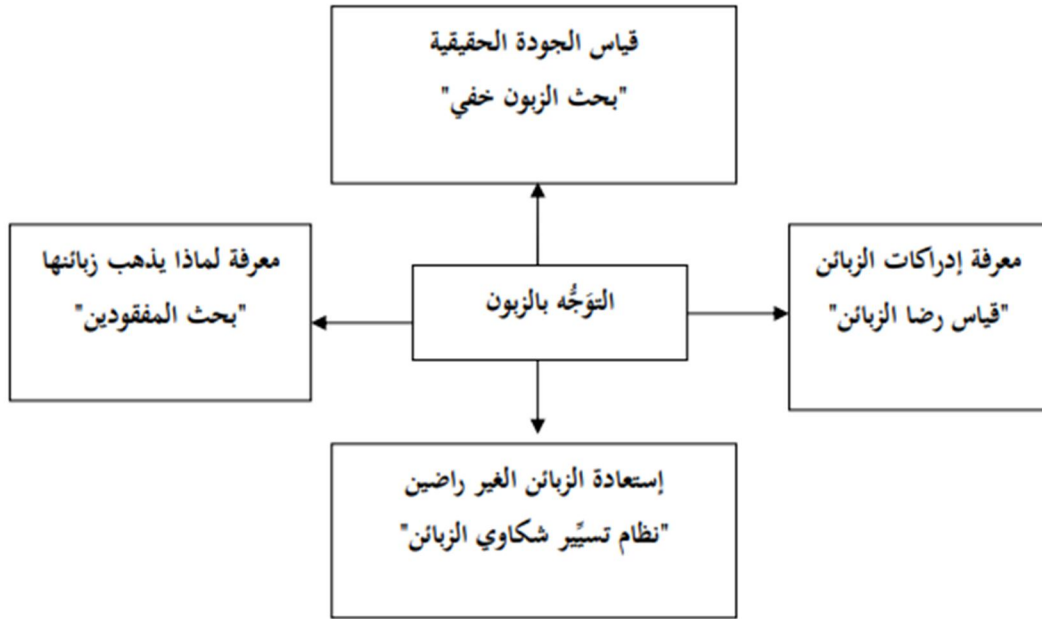 قياس الجودة الحقيقية
"بحث الزبون خفي"
معرفة إدراكات الزبائن
"قياس رضا الزبائن"
التوَجُّه بالزبون
معرفة لماذا يذهب زبائنها
"بحث المفقودين"
إستعادة الزبائن الغير راضين
"نظام تسيِّير شكاوي الزبائن"